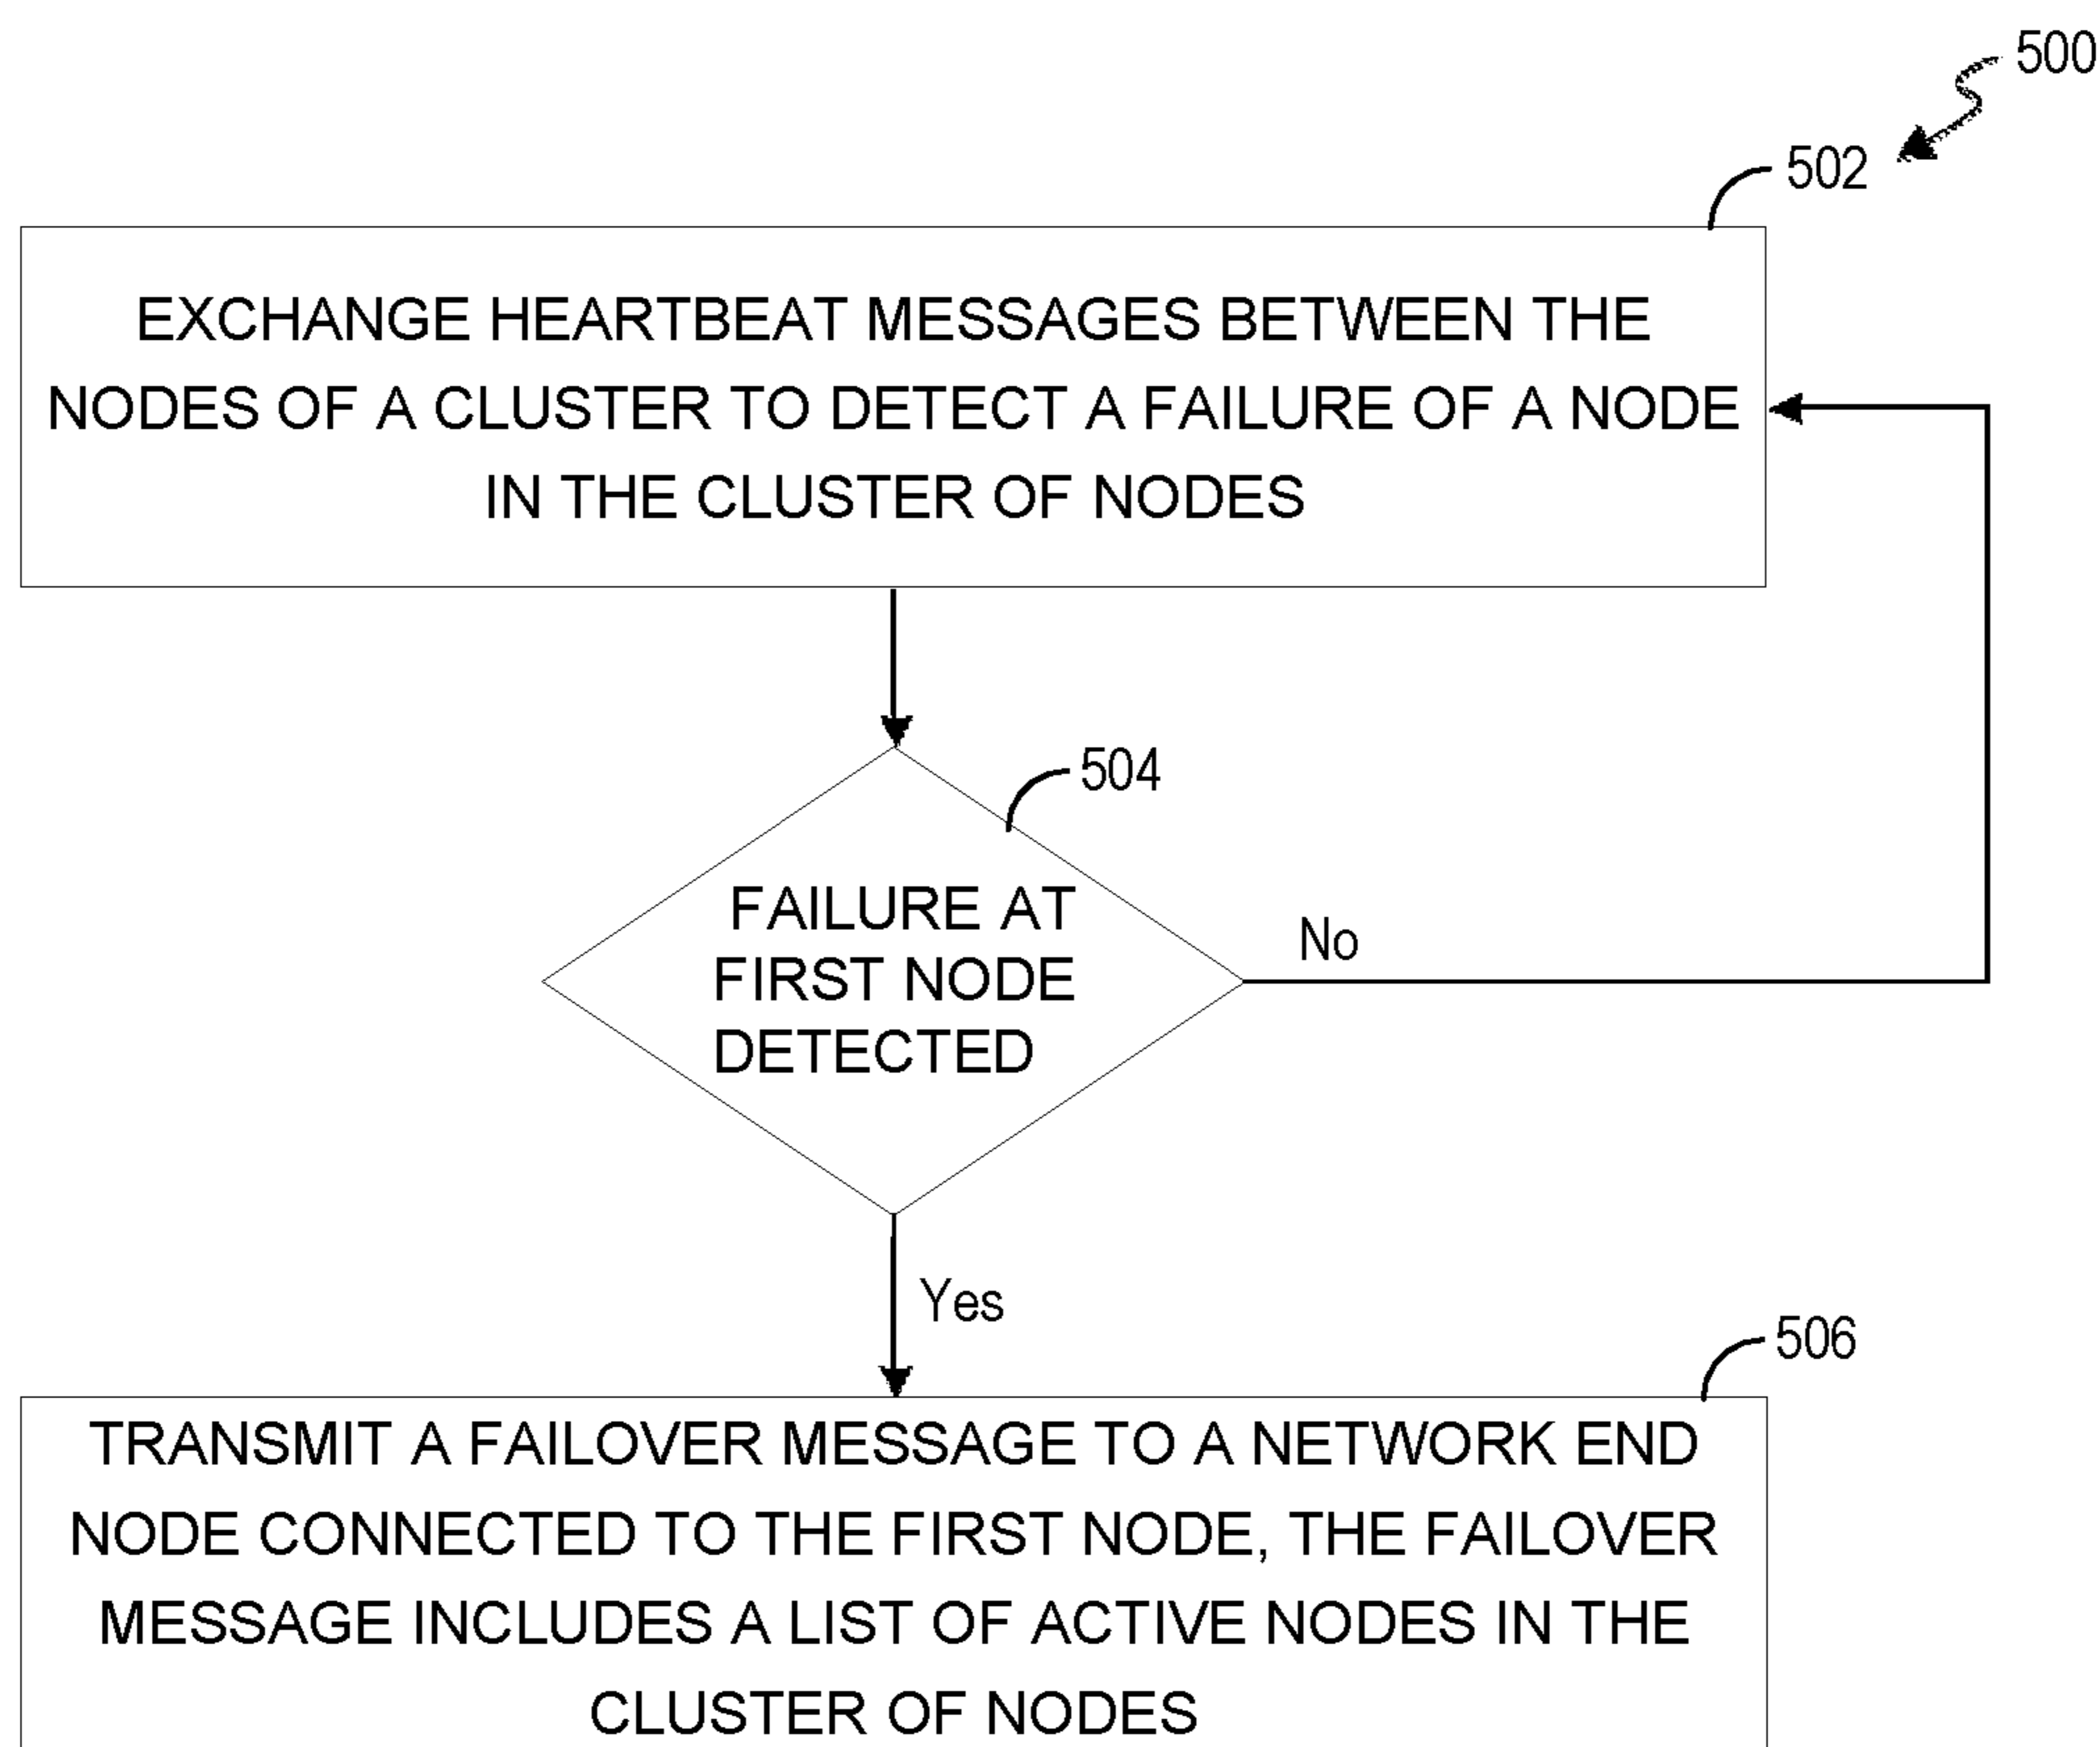 500
502
EXCHANGE HEARTBEAT MESSAGES BETWEEN THE
NODES OF A CLUSTER TO DETECT A FAILURE OF A NODE
IN THE CLUSTER OF NODES
504
FAILURE AT
FIRST NODE
DETECTED
No
Yes
506
TRANSMIT A FAILOVER MESSAGE TO A NETWORK END
NODE CONNECTED TO THE FIRST NODE, THE FAILOVER
MESSAGE INCLUDES A LIST OF ACTIVE NODES IN THE
CLUSTER OF NODES